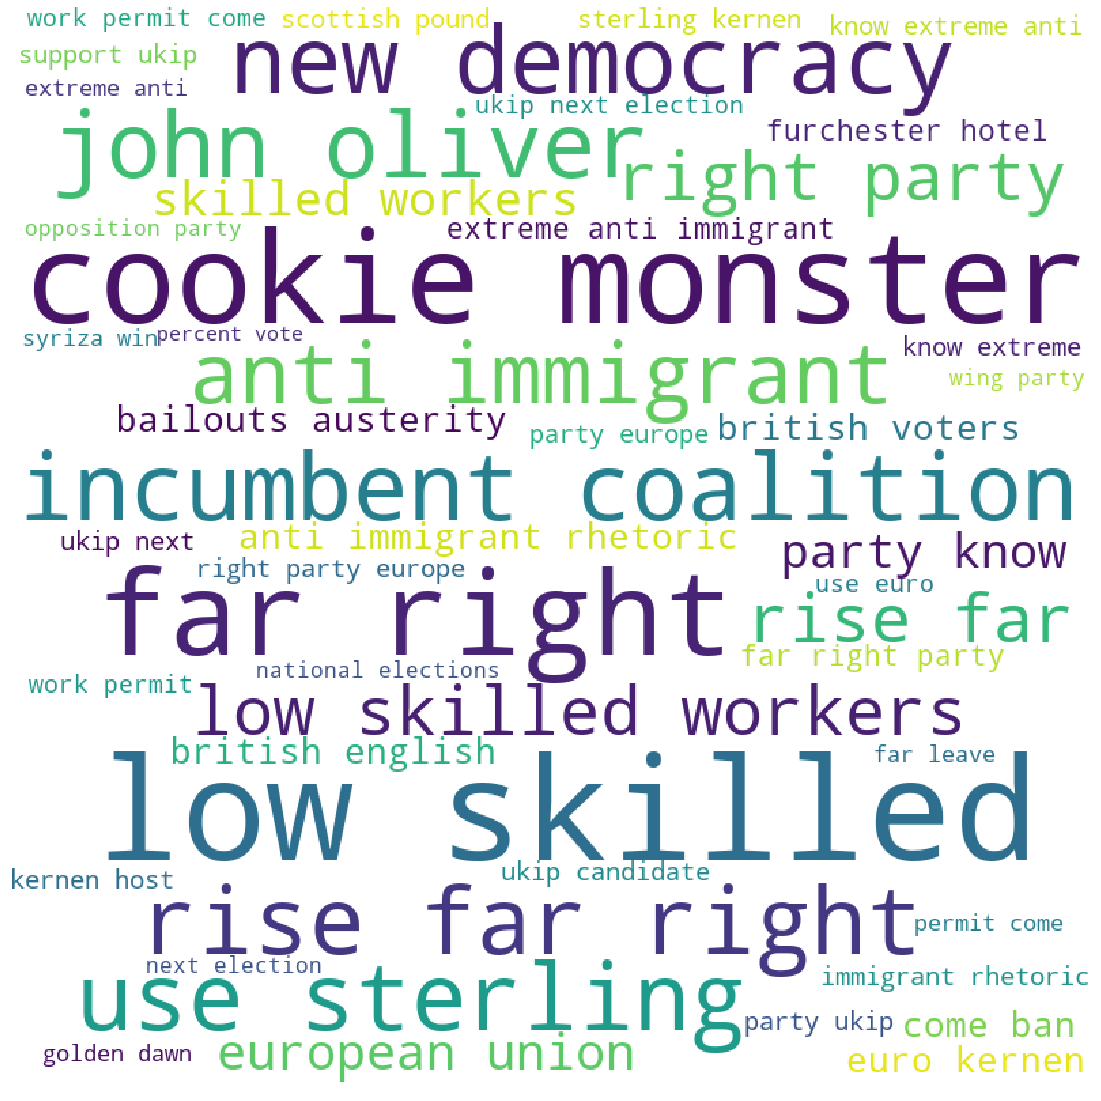 work permit come
scottish pound
sterling kernen
know extreme anti
support ukip
new democracy
extreme anti
ukip next election
john oliver
furchester hotel
right party
skilled workers
opposition party
extreme anti immigrant
cookie monster
syriza win
percent vote
anti immigrant
know extreme
wing party
bailouts austerity
party europe
british voters
incumbent coalition
ukip next
anti immigrant rhetoric
party know
right party europe
use euro
far right
rise far
far right party
national elections
work permit
low skilled workers
british english
far leave
low skilled
kernen host
ukip candidate
rise far right
permit come
next election
immigrant rhetoric
use sterling
party ukip
come ban
golden dawn
european union
euro kernen